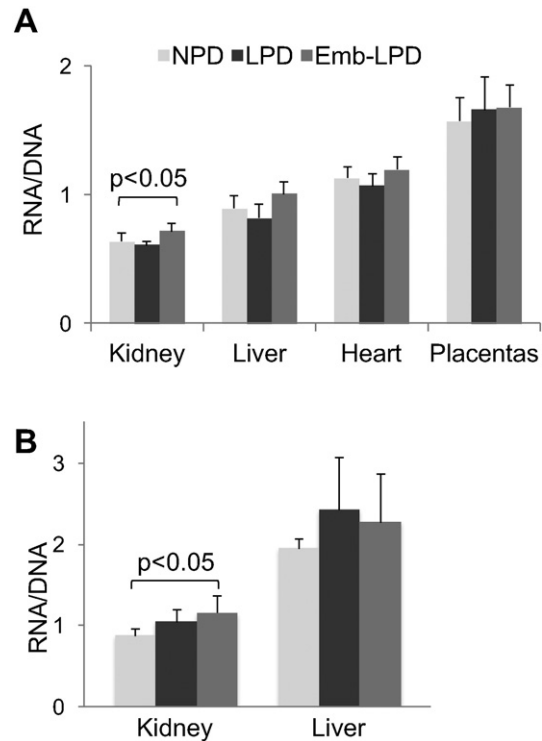 A
NPD LPD Emb-LPD
2
p<0.05
RNA/DNA
1
0
Kidney Liver Heart Placentas
B
3
p<0.05
RNA/DNA
2
1
0
Kidney Liver